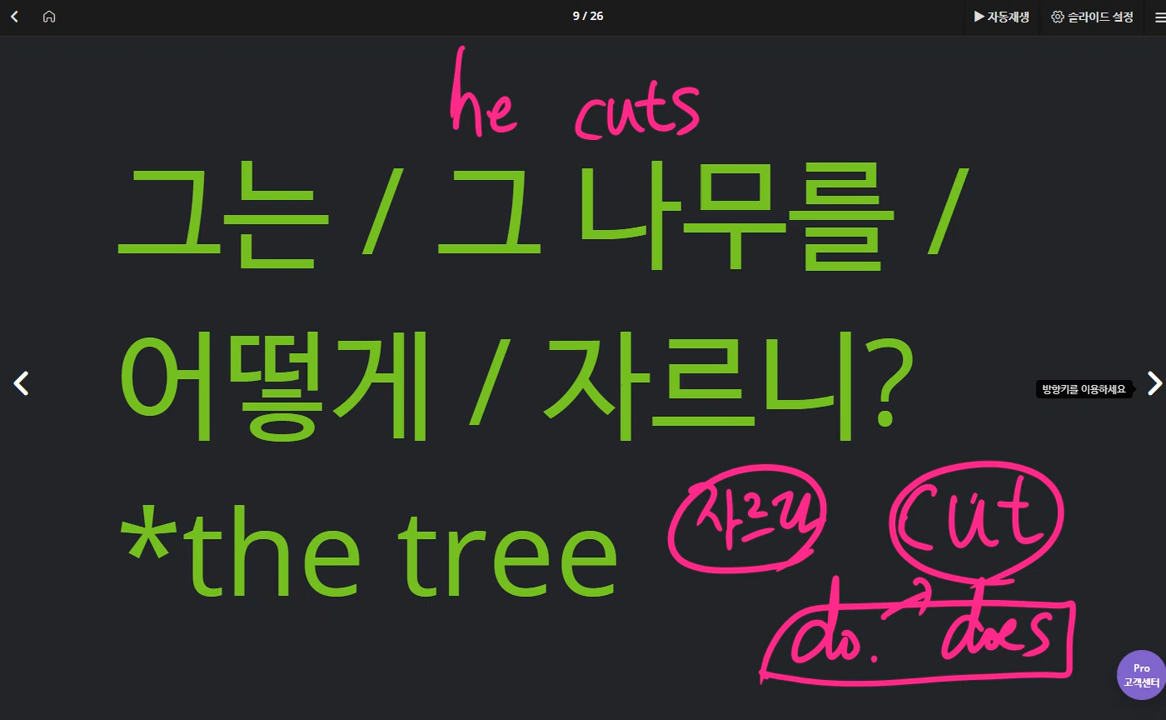 9 / 26
자동재생
슬라이드 설정
he cuts
그는 / 그 나무를 /
어떻게 / 자르니?
방향키를 이용하세요
*the tree
자르다 cut
do. → does
Pro
고객센터